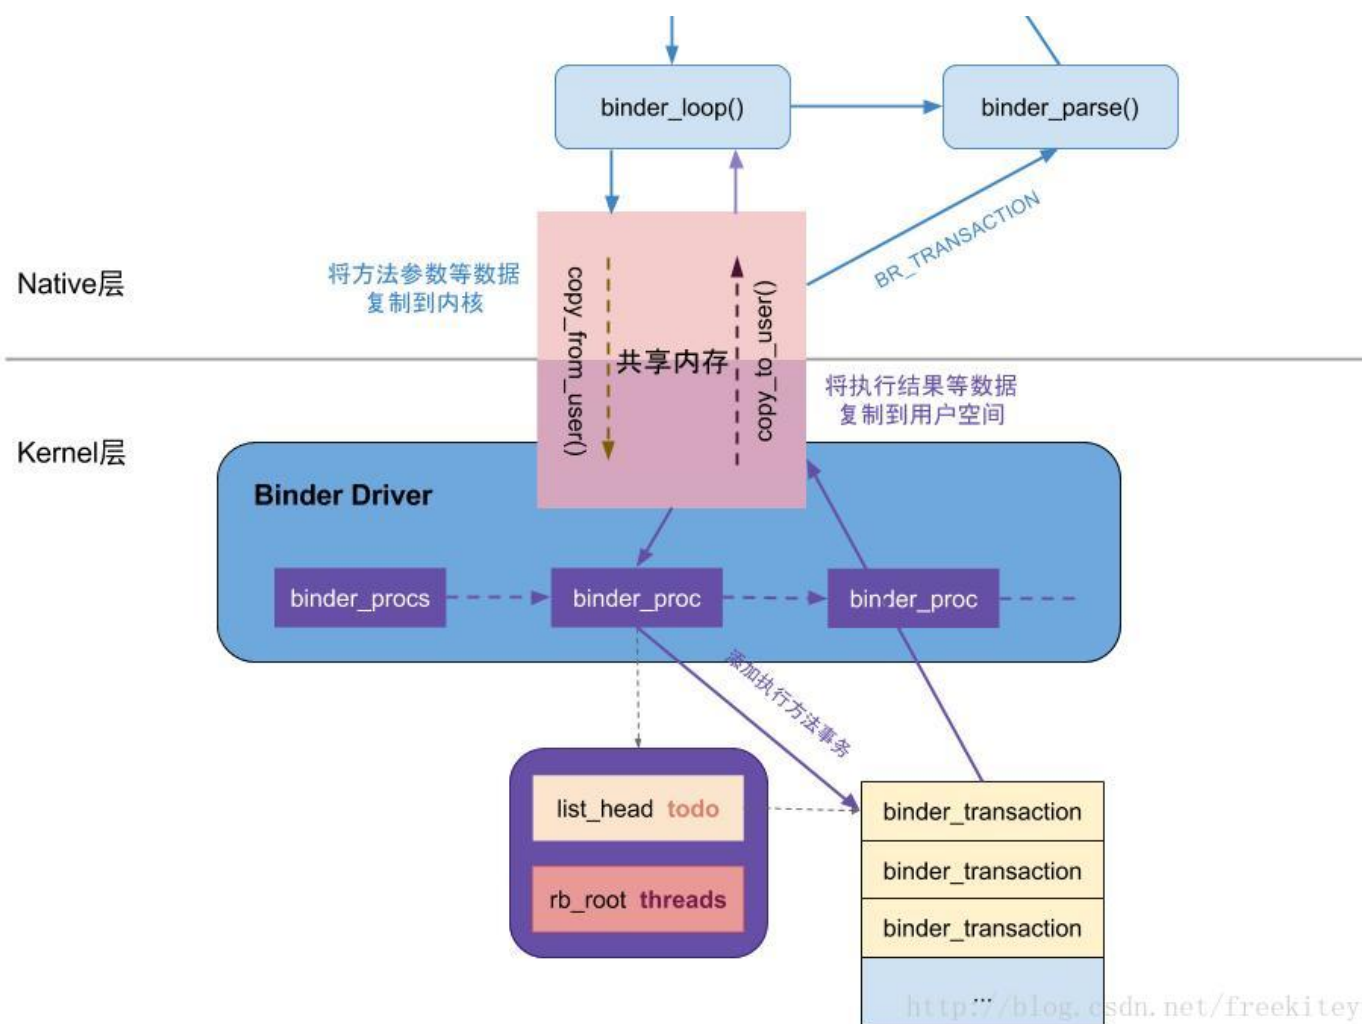 binder_loop()
binder_parse()
BR_TRANSACTION
Native层
将方法参数等数据
复制到内核
copy_from_user()
共享内存
copy_to_user()
将执行结果等数据
复制到用户空间
Kernel层
Binder Driver
binder_procs
binder_proc
binder_proc
添加执行方法事务
list_head todo
binder_transaction
binder_transaction
rb_root threads
binder_transaction
...
http://blog.csdn.net/freekitey